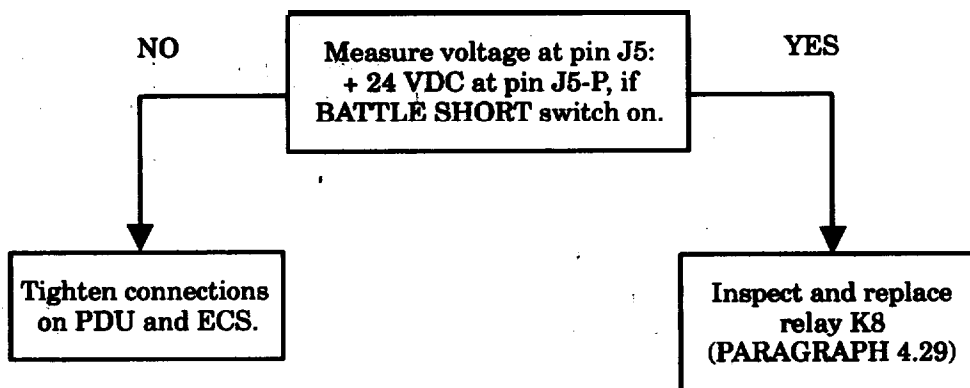 NO
Measure voltage at pin J5:
+ 24 VDC at pin J5-P, if
BATTLE SHORT switch on.
YES
Tighten connections
on PDU and ECS.
Inspect and replace
relay K8
(PARAGRAPH 4.29)